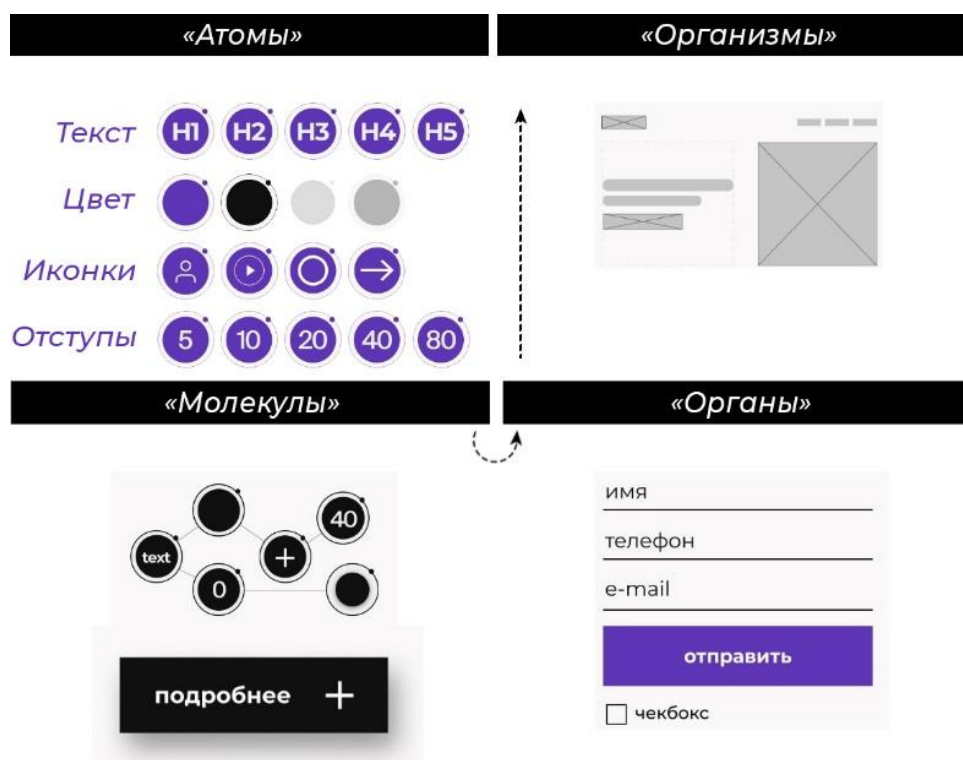 «Атомы»
«Организмы»
Текст H1 H2 H3 H4 H5
Цвет
Иконки
Отступы 5 10 20 40 80
«Молекулы»
«Органы»
40
text
0
подробнее +
имя
телефон
e-mail
отправить
чекбокс